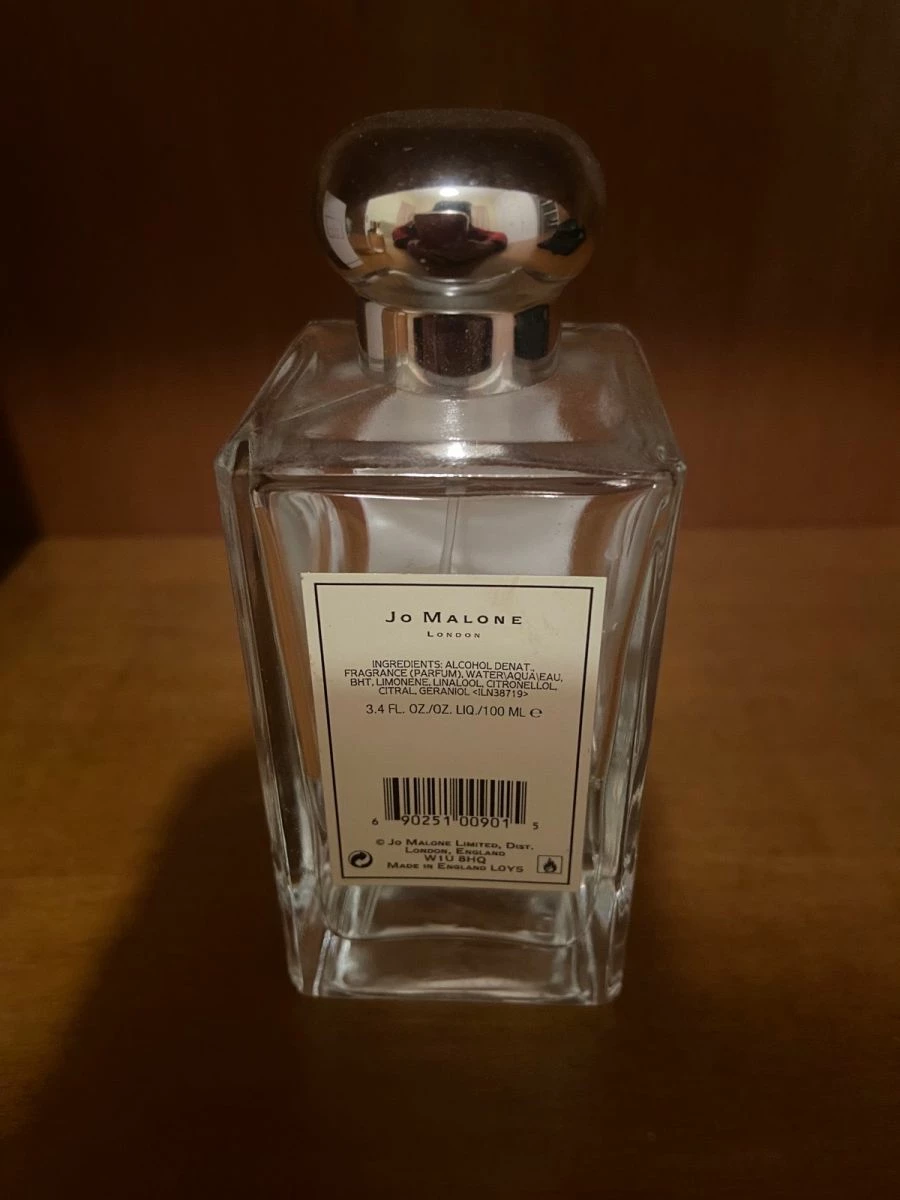 Jo Malone
London
INGREDIENTS: ALCOHOL DENAT.,
FRAGRANCE (PARFUM), WATER\AQUA\EAU,
BHT, LIMONENE, LINALOOL, CITRONELLOL,
CITRAL, GERANIOL <ILN38719>
3.4 FL. OZ./OZ. LIQ./100 ML ℮
6 90251 00901 5
© Jo Malone Limited, Dist.
London, England
W1U 8HQ
Made in England L0Y5